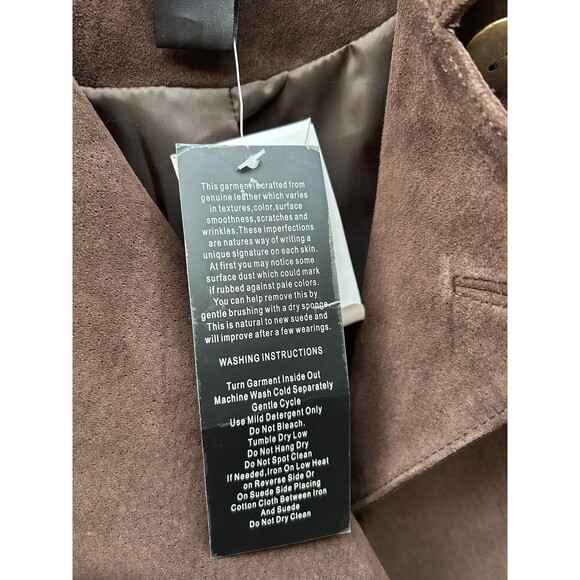 This garment is crafted from
genuine leather which varies
in textures,color,surface
smoothness,scratches and
wrinkles.These imperfections
are natures way of writing a
unique signature on each skin.
At first you may notice some
surface dust which could mark
if rubbed against pale colors.
You can help remove this by
gentle brushing with a dry sponge.
This is natural to new suede and
will improve after a few wearings.
WASHING INSTRUCTIONS
Turn Garment Inside Out
Machine Wash Cold Separately
Gentle Cycle
Use Mild Detergent Only
Do Not Bleach.
Tumble Dry Low
Do Not Hang Dry
Do Not Spot Clean
If Needed,Iron On Low Heat
on Reverse Side Or
On Suede Side Placing
Cotton Cloth Between Iron
And Suede
Do Not Dry Clean